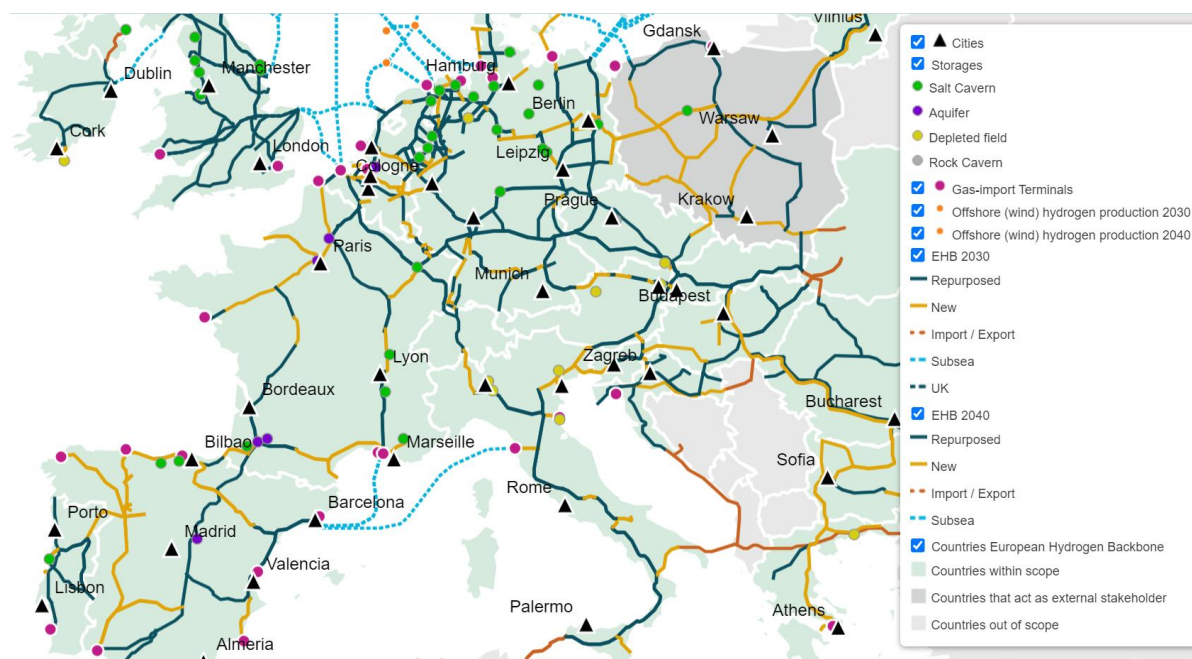 Vilnius
Gdansk
Dublin
Manchester
Hamburg
Berlin
Warsaw
Cork
London
Cologne
Leipzig
Prague
Krakow
Paris
Munich
Budapest
Lyon
Zagreb
Bordeaux
Bucharest
Bilbao
Marseille
Sofia
Rome
Barcelona
Porto
Madrid
Valencia
Lisbon
Palermo
Athens
Almeria
Cities
Storages
Salt Cavern
Aquifer
Depleted field
Rock Cavern
Gas-import Terminals
Offshore (wind) hydrogen production 2030
Offshore (wind) hydrogen production 2040
EHB 2030
Repurposed
New
Import / Export
Subsea
UK
EHB 2040
Repurposed
New
Import / Export
Subsea
Countries European Hydrogen Backbone
Countries within scope
Countries that act as external stakeholder
Countries out of scope